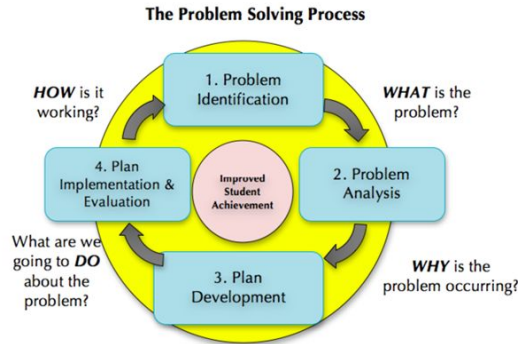 The Problem Solving Process
HOW is it
working?
1. Problem
Identification
WHAT is the
problem?
4. Plan
Implementation &
Evaluation
Improved
Student
Achievement
2. Problem
Analysis
What are we
going to DO
about the
problem?
3. Plan
Development
WHY is the
problem occurring?